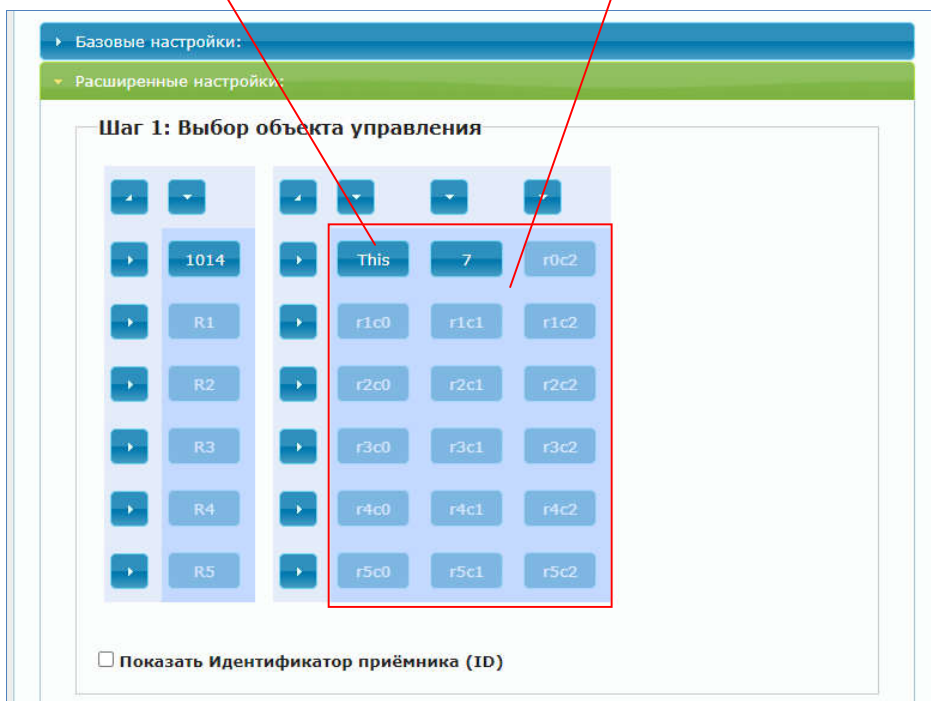 Базовые настройки:
Расширенные настройки:
Шаг 1: Выбор объекта управления
1014 This 7 r0c2
R1 r1c0 r1c1 r1c2
R2 r2c0 r2c1 r2c2
R3 r3c0 r3c1 r3c2
R4 r4c0 r4c1 r4c2
R5 r5c0 r5c1 r5c2
Показать Идентификатор приёмника (ID)